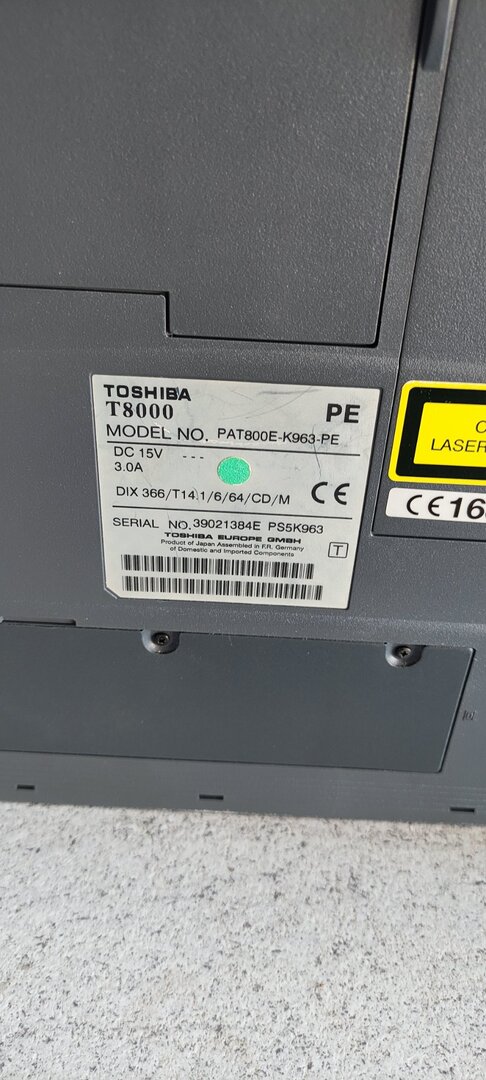 TOSHIBA
T8000 PE
MODEL NO. PAT800E-K963-PE
DC 15V ---
3.0A
DIX 366/T14.1/6/64/CD/M CE
SERIAL NO. 39021384E PS5K963
TOSHIBA EUROPE GMBH
Product of Japan Assembled in F.R. Germany
of Domestic and Imported Components
T
C
LASER
CE16